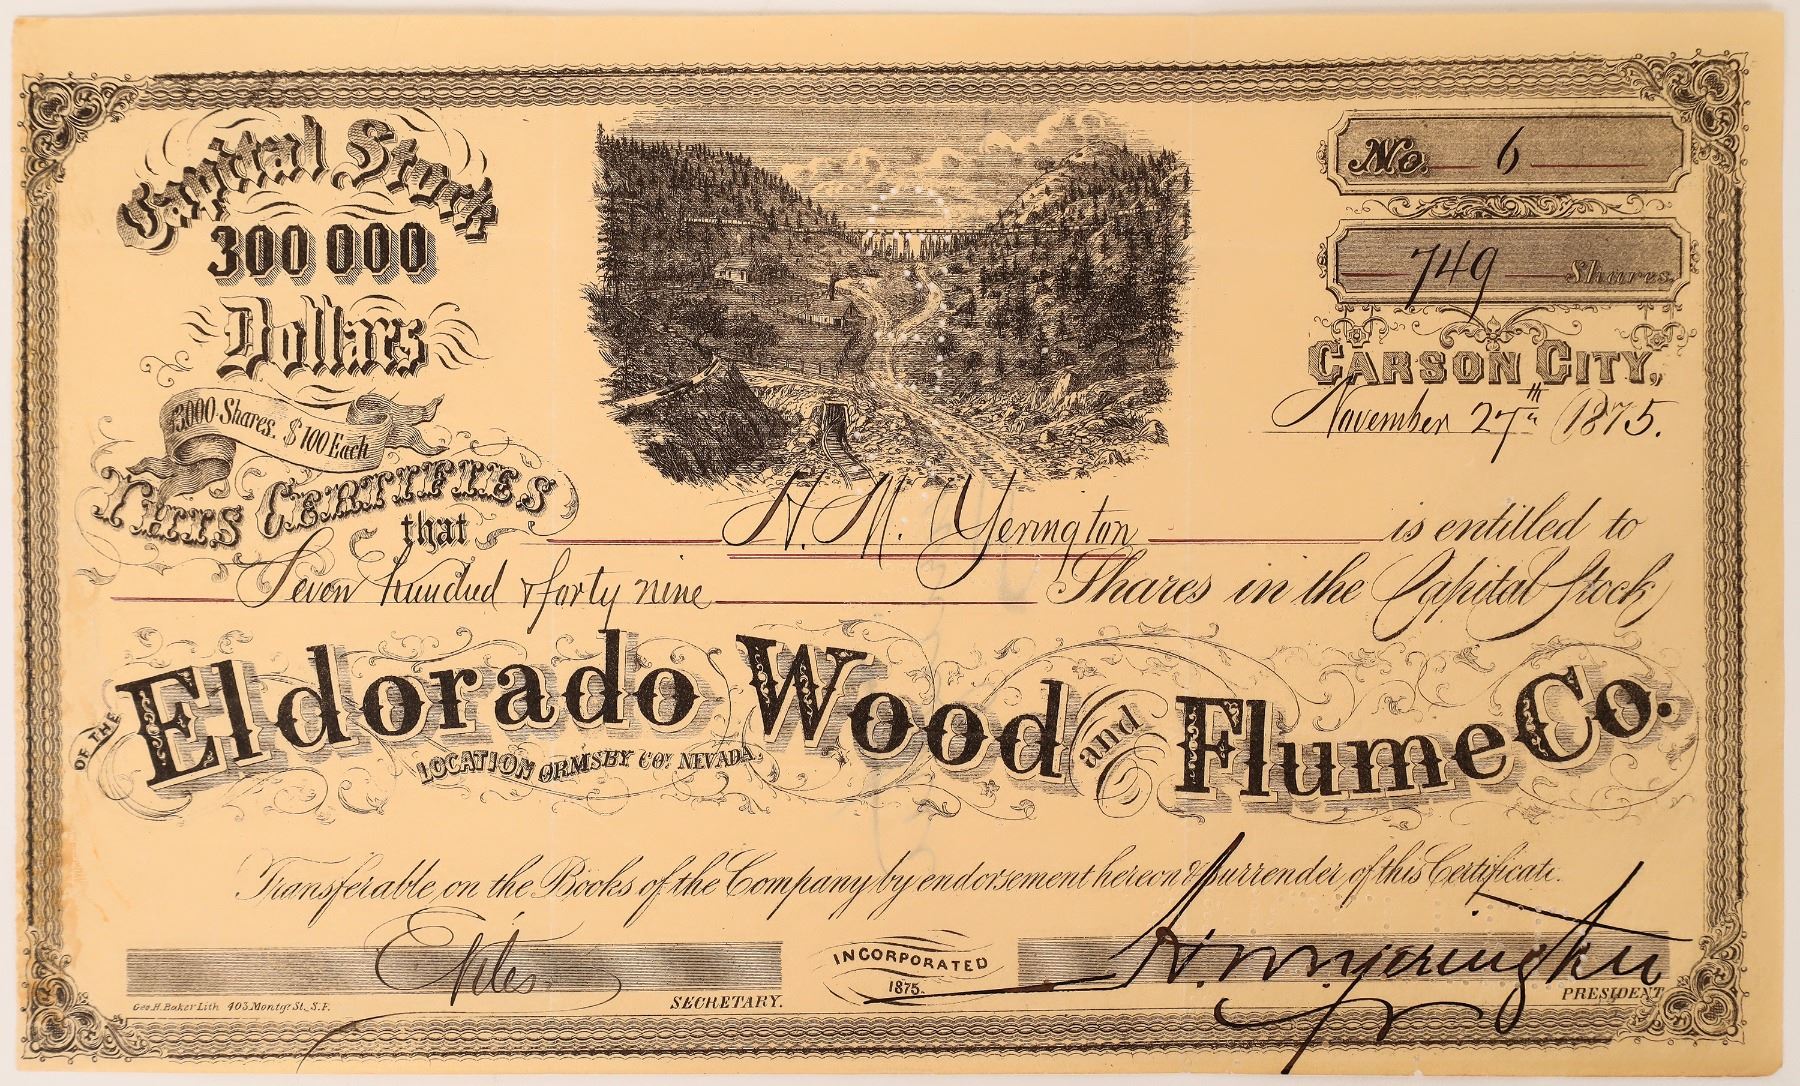 Capital Stock
300 000
Dollars
3000 Shares. $100 Each
No. 6
749 Shares.
CARSON CITY,
November 27th 1875.
THIS CERTIFIES
that H. M. Yerington is entitled to
Seven hundred & forty nine Shares in the Capital Stock
OF THE Eldorado Wood and Flume Co.
LOCATION ORMSBY CO. NEVADA.
Transferable on the Books of the Company by endorsement hereon & Surrender of this Certificate.
INCORPORATED
1875.
H. M. Yerington
SECRETARY.
PRESIDENT
Geo. H. Baker Lith 403 Montgy St. S.F.